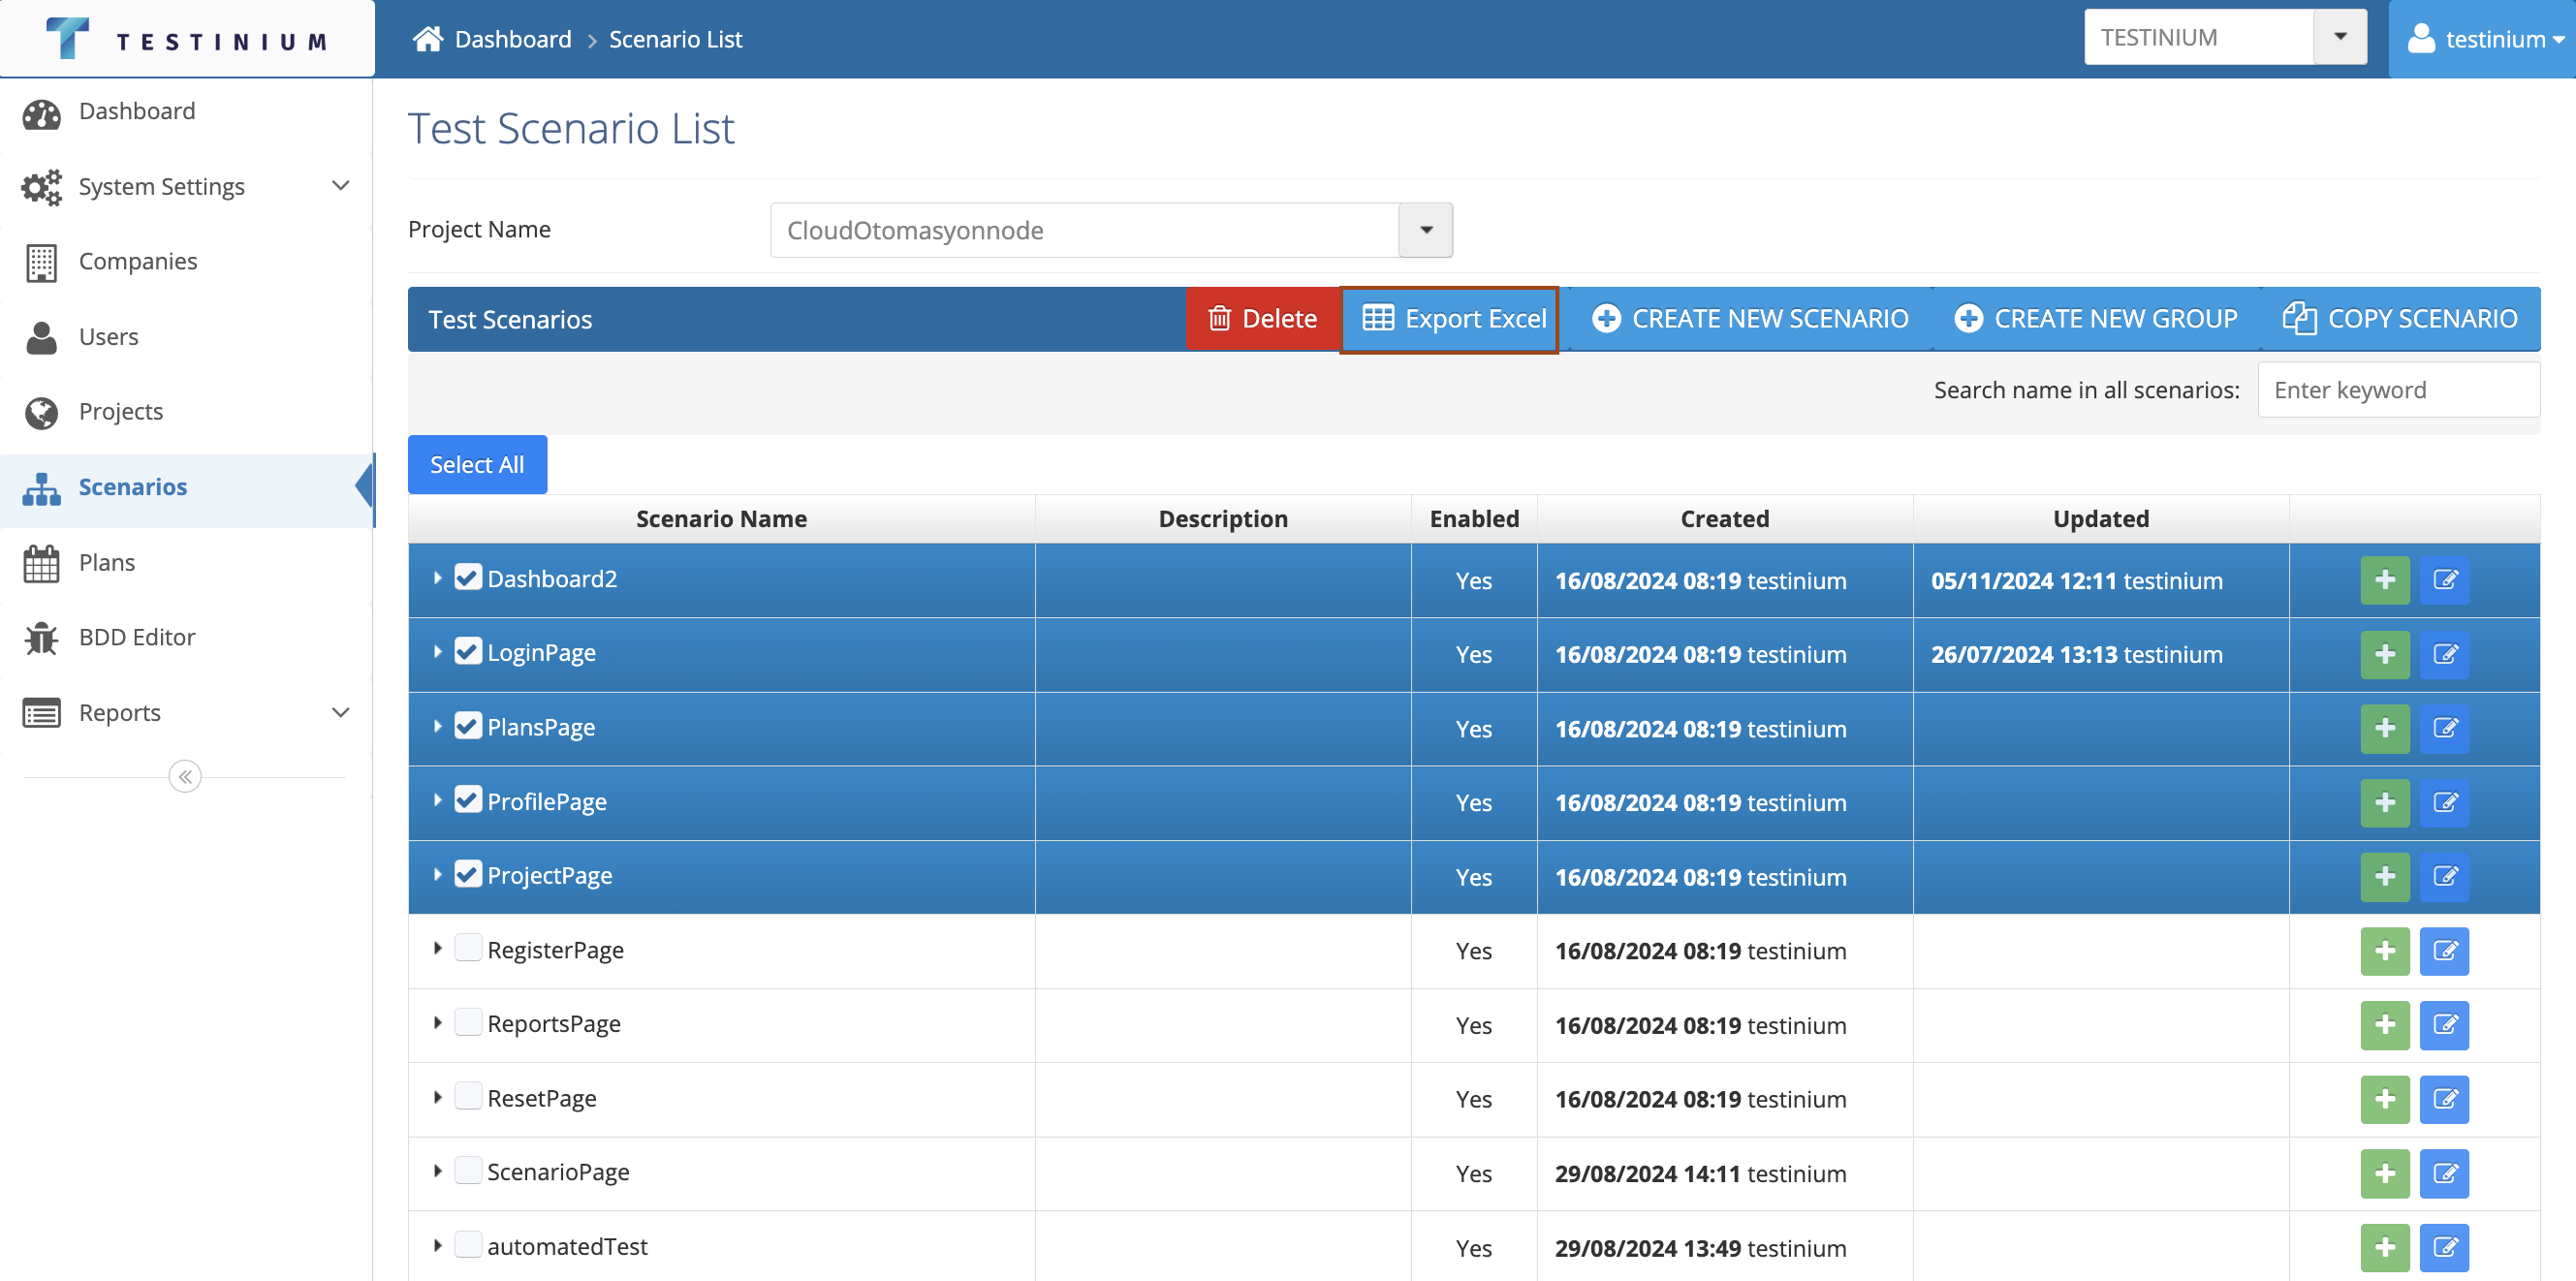 TESTINIUM
Dashboard > Scenario List
TESTINIUM
testinium
Dashboard
System Settings
Companies
Users
Projects
Scenarios
Plans
BDD Editor
Reports
Test Scenario List
Project Name CloudOtomasyonnode
Test Scenarios Delete Export Excel CREATE NEW SCENARIO CREATE NEW GROUP COPY SCENARIO
Search name in all scenarios: Enter keyword
Select All
Scenario Name Description Enabled Created Updated
Dashboard2 Yes 16/08/2024 08:19 testinium 05/11/2024 12:11 testinium
LoginPage Yes 16/08/2024 08:19 testinium 26/07/2024 13:13 testinium
PlansPage Yes 16/08/2024 08:19 testinium
ProfilePage Yes 16/08/2024 08:19 testinium
ProjectPage Yes 16/08/2024 08:19 testinium
RegisterPage Yes 16/08/2024 08:19 testinium
ReportsPage Yes 16/08/2024 08:19 testinium
ResetPage Yes 16/08/2024 08:19 testinium
ScenarioPage Yes 29/08/2024 14:11 testinium
automatedTest Yes 29/08/2024 13:49 testinium